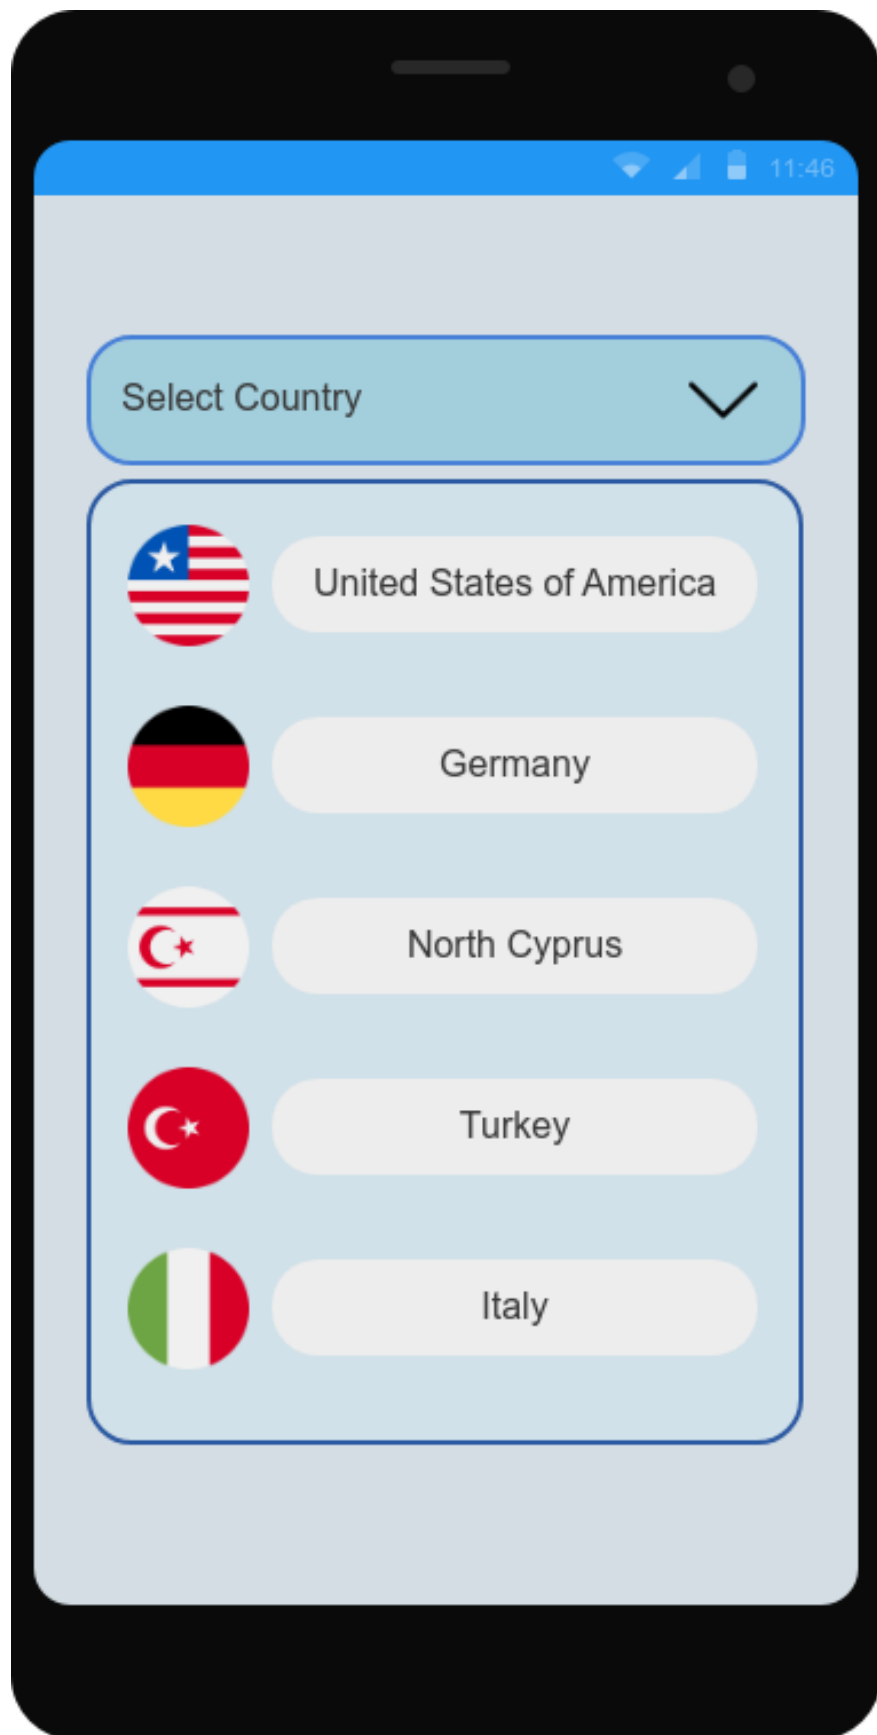 11:46
Select Country
United States of America
Germany
North Cyprus
Turkey
Italy